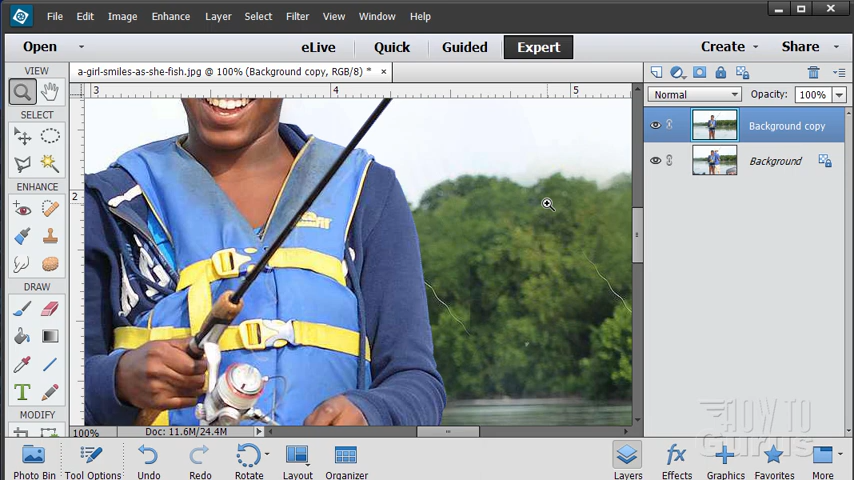 File Edit Image Enhance Layer Select Filter View Window Help
Open eLive Quick Guided Expert Create Share
VIEW
a-girl-smiles-as-she-fish.jpg @ 100% (Background copy, RGB/8) * ×
3 4 5
Normal Opacity: 100%
SELECT
Background copy
2
Background
ENHANCE
DRAW
T
HOW TO
Gurus
MODIFY
100% Doc: 11.6M/24.4M
Photo Bin Tool Options Undo Redo Rotate Layout Organizer Layers Effects Graphics Favorites More